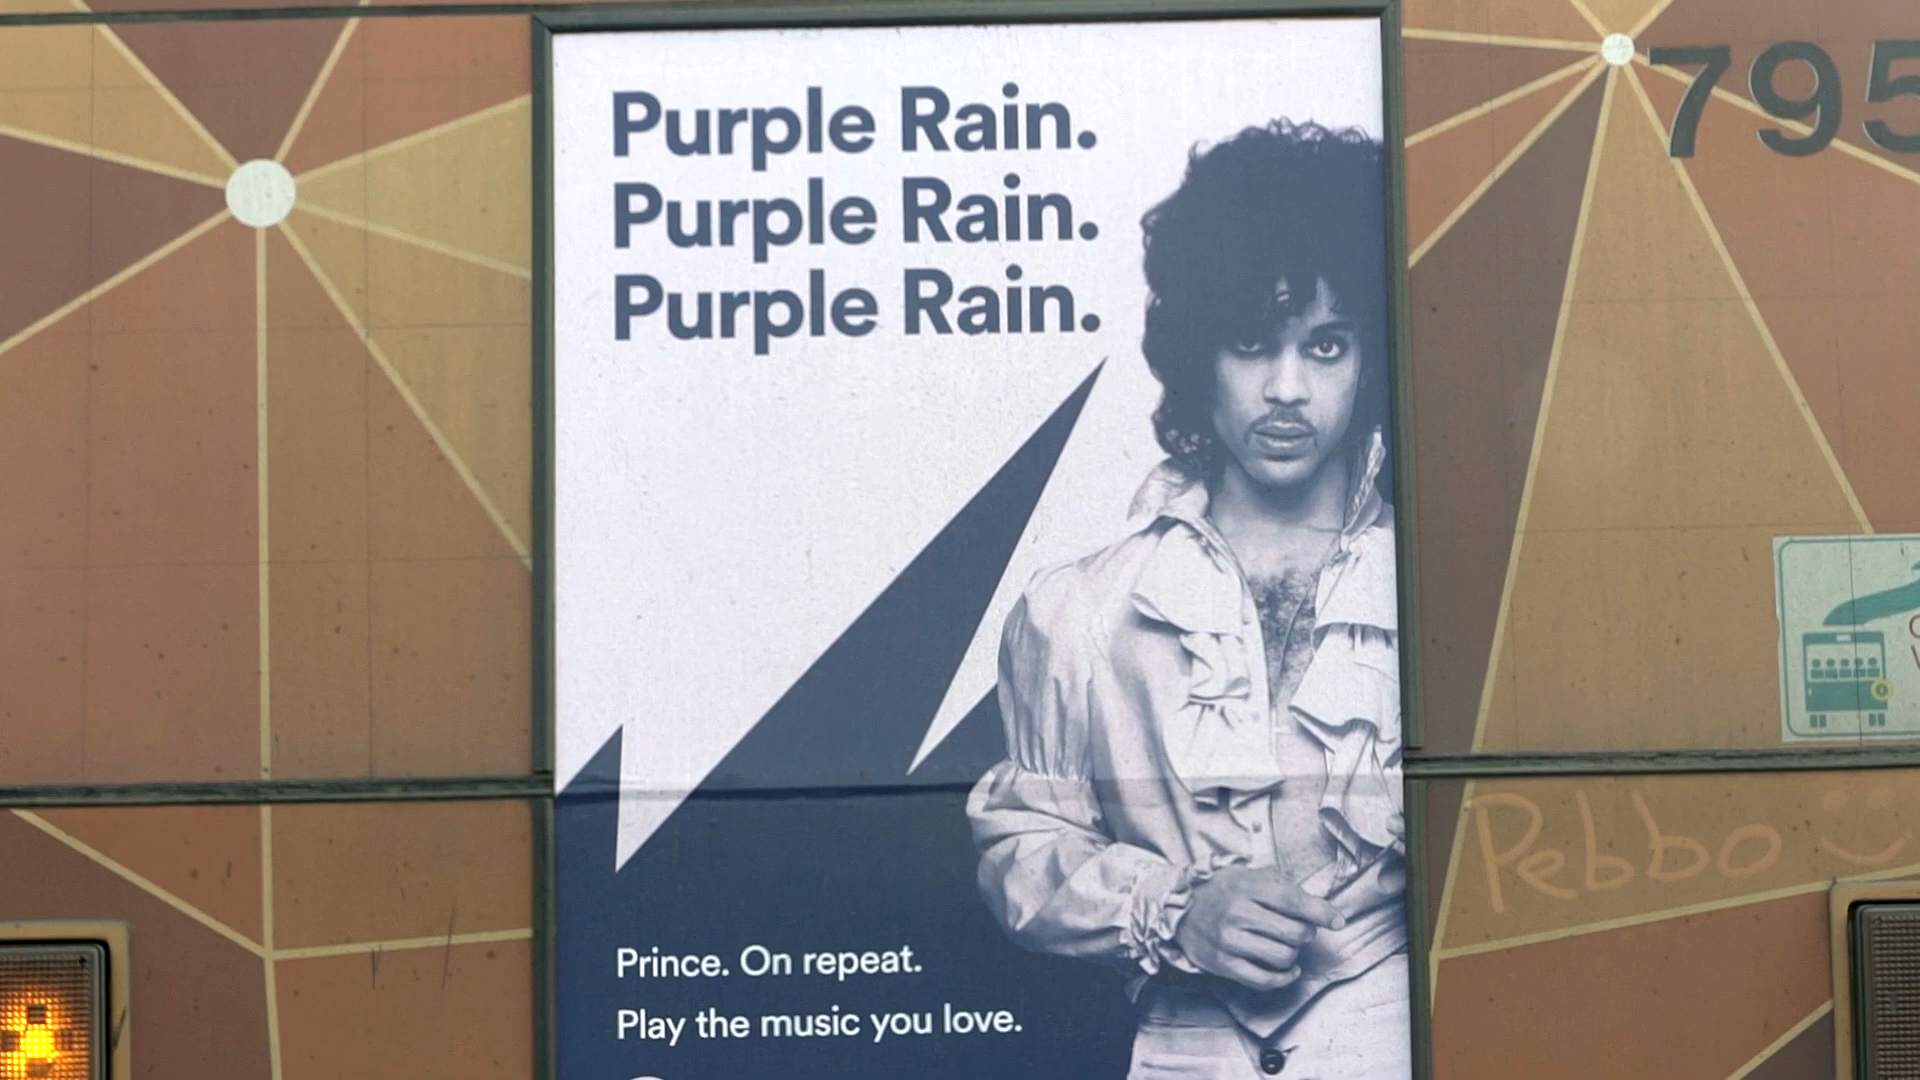 Purple Rain.
Purple Rain.
Purple Rain.
795
Pebbo
Prince. On repeat.
Play the music you love.